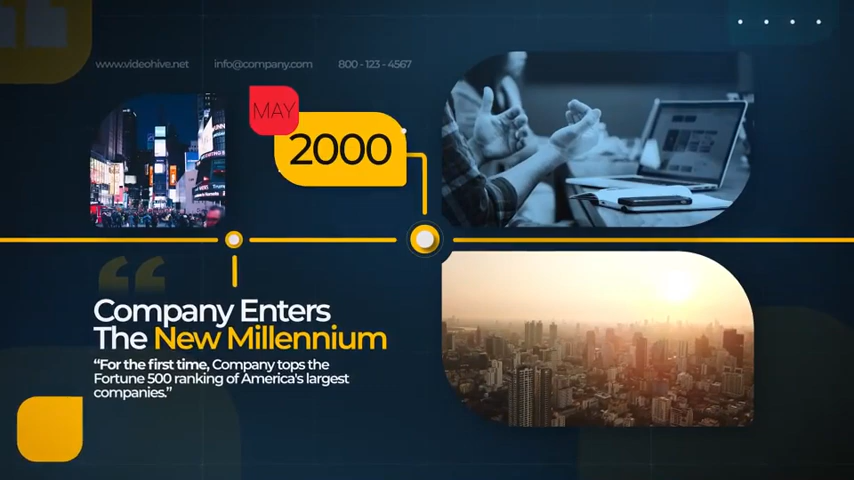 www.videohive.net info@company.com 800 - 123 - 4567
MAY
2000
Company Enters
The New Millennium
“For the first time, Company tops the
Fortune 500 ranking of America's largest
companies.”